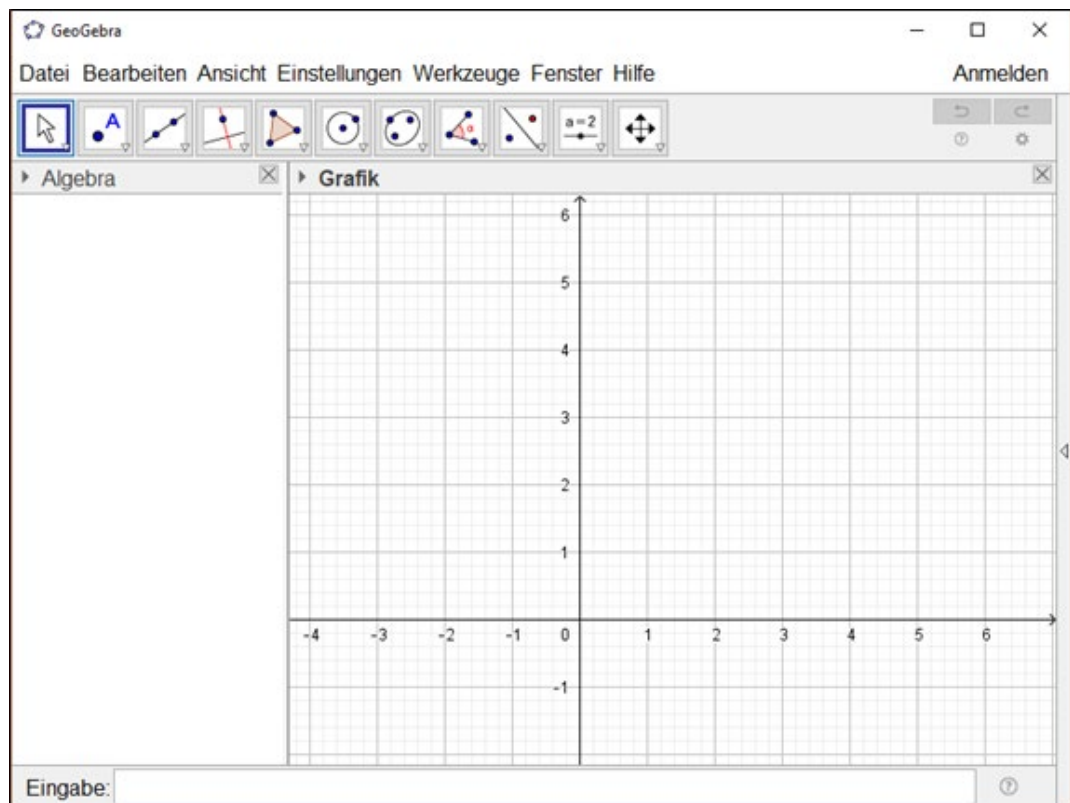 GeoGebra
Datei Bearbeiten Ansicht Einstellungen Werkzeuge Fenster Hilfe Anmelden
A α a=2
Algebra Grafik
6
5
4
3
2
1
-4 -3 -2 -1 0 1 2 3 4 5 6
-1
Eingabe: